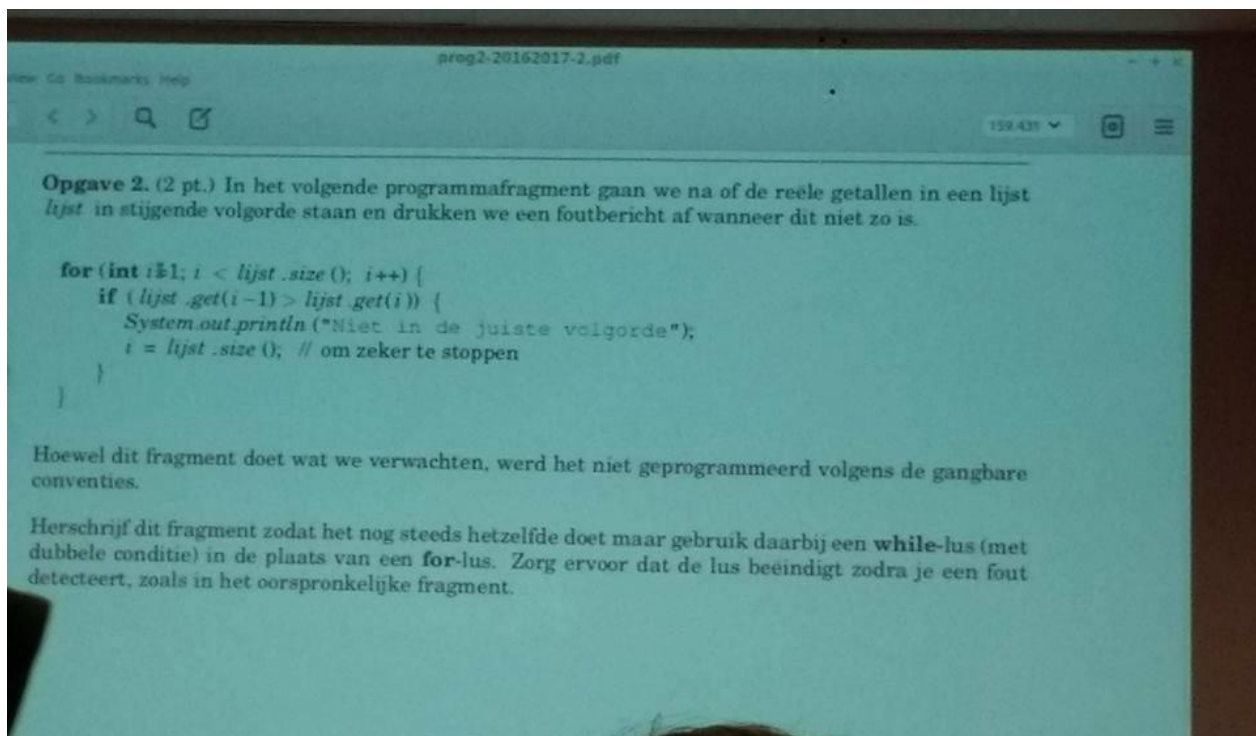 prog2-20162017-2.pdf
View Go Bookmarks Help
159.43%
Opgave 2. (2 pt.) In het volgende programmafragment gaan we na of de reële getallen in een lijst
lijst in stijgende volgorde staan en drukken we een foutbericht af wanneer dit niet zo is.
for (int i=1; i < lijst.size (); i++) {
if (lijst.get(i-1) > lijst.get(i)) {
System.out.println ("Niet in de juiste volgorde");
i = lijst.size (); // om zeker te stoppen
}
}
Hoewel dit fragment doet wat we verwachten, werd het niet geprogrammeerd volgens de gangbare
conventies.
Herschrijf dit fragment zodat het nog steeds hetzelfde doet maar gebruik daarbij een while-lus (met
dubbele conditie) in de plaats van een for-lus. Zorg ervoor dat de lus beëindigt zodra je een fout
detecteert, zoals in het oorspronkelijke fragment.